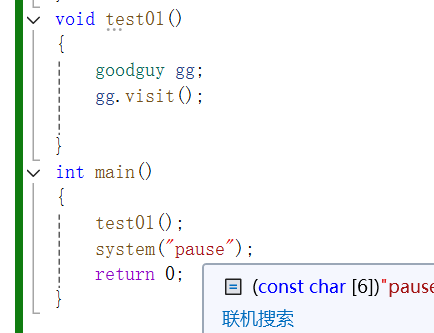 void test01()
{
goodguy gg;
gg.visit();
}
int main()
{
test01();
system("pause");
return 0;
}
(const char [6])"pause
联机搜索